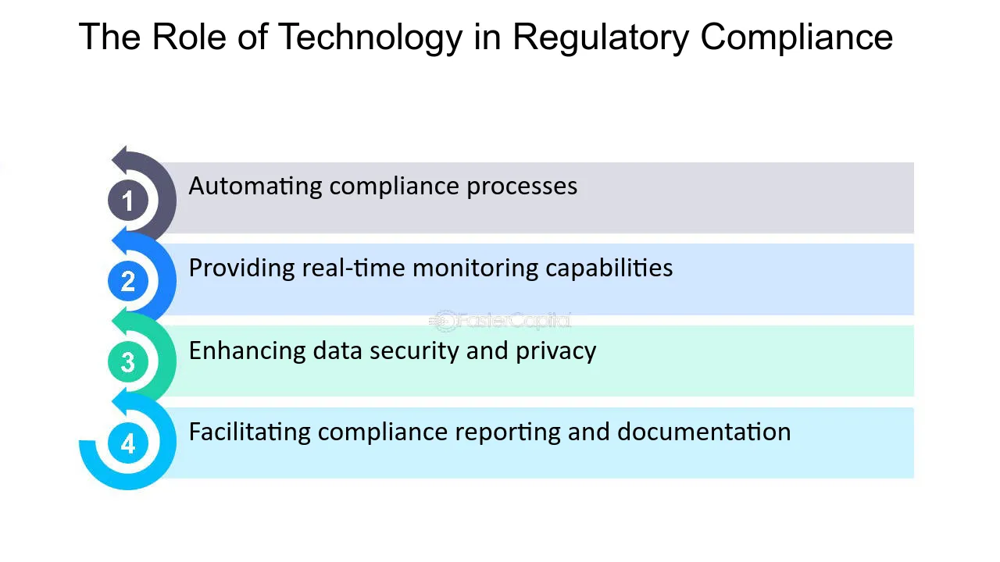 The Role of Technology in Regulatory Compliance
1
Automating compliance processes
2
Providing real-time monitoring capabilities
FasterCapital
3
Enhancing data security and privacy
4
Facilitating compliance reporting and documentation